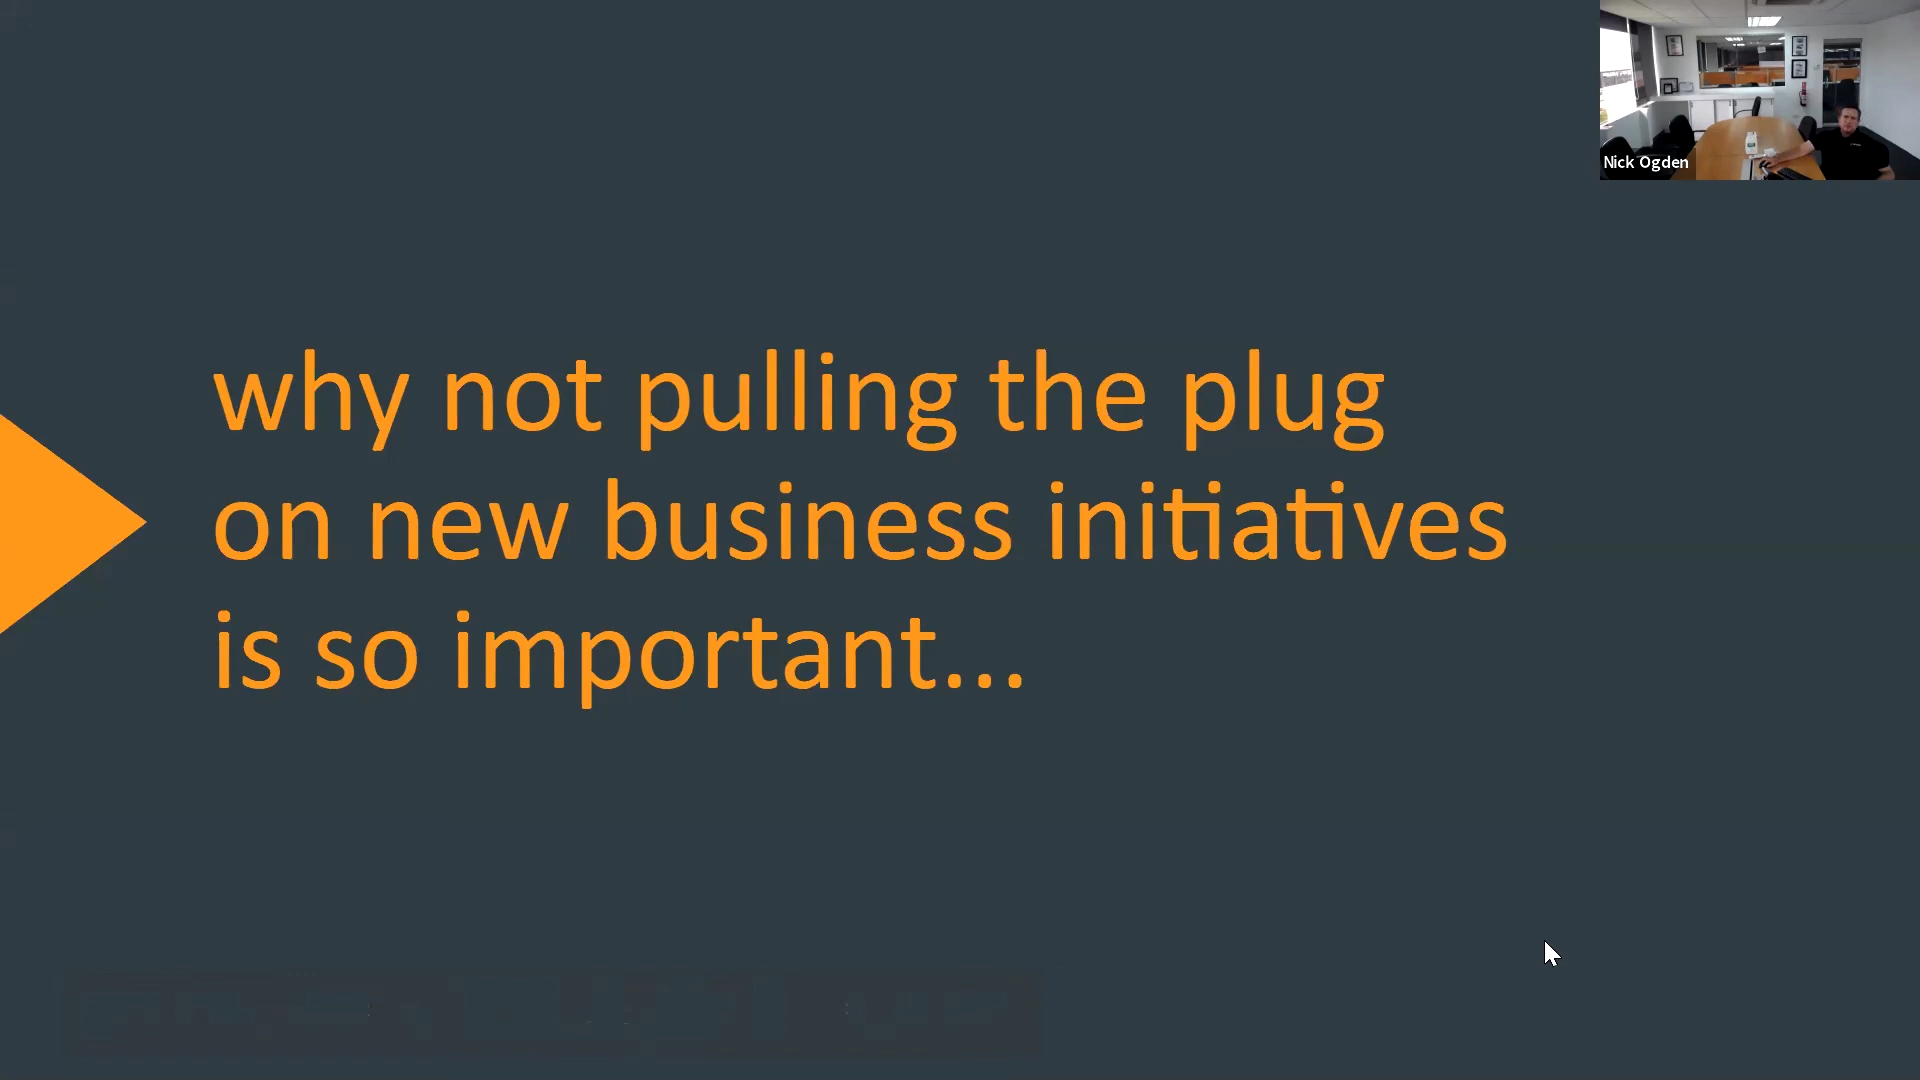 Nick Ogden
why not pulling the plug
on new business initiatives
is so important...